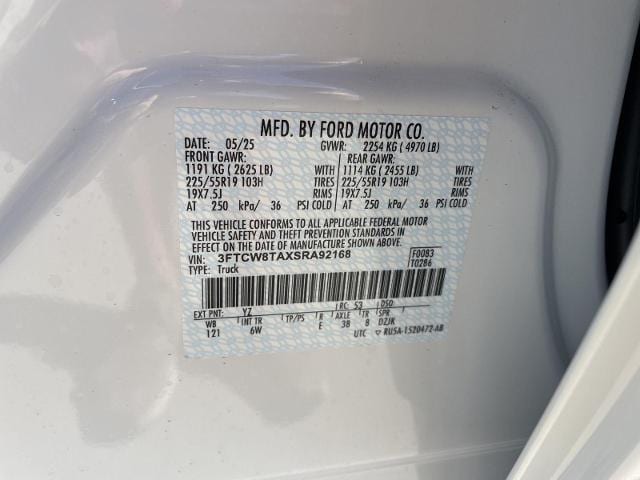 MFD. BY FORD MOTOR CO.
DATE: 05/25 GVWR: 2254 KG ( 4970 LB)
FRONT GAWR: REAR GAWR:
1191 KG ( 2625 LB) 1114 KG ( 2455 LB)
225/55R19 103H TIRES 225/55R19 103H TIRES
19X7.5J RIMS 19X7.5J RIMS
AT 250 kPa/ 36 PSI COLD AT 250 kPa/ 36 PSI COLD
THIS VEHICLE CONFORMS TO ALL APPLICABLE FEDERAL MOTOR
VEHICLE SAFETY AND THEFT PREVENTION STANDARDS IN
EFFECT ON THE DATE OF MANUFACTURE SHOWN ABOVE.
VIN: 3FTCW8TAXSRA92168 F0083
TYPE: Truck T0286
EXT PNT: YZ RC: 53 DSO:
WB INT TR TP/PS R AXLE TR SPR
121 6W E 38 8 DZJK
UTC ▽ RU5A-1520472-AB